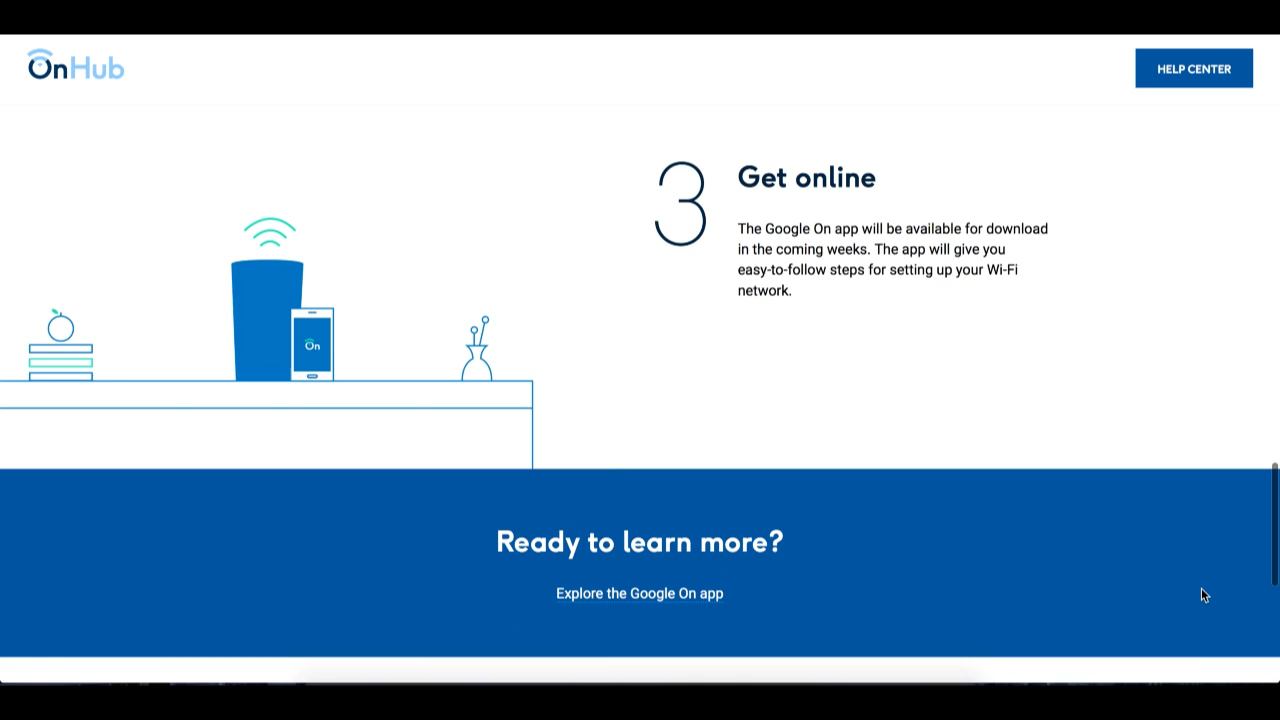 OnHub
HELP CENTER
3
Get online
The Google On app will be available for download
in the coming weeks. The app will give you
easy-to-follow steps for setting up your Wi-Fi
network.
On
Ready to learn more?
Explore the Google On app